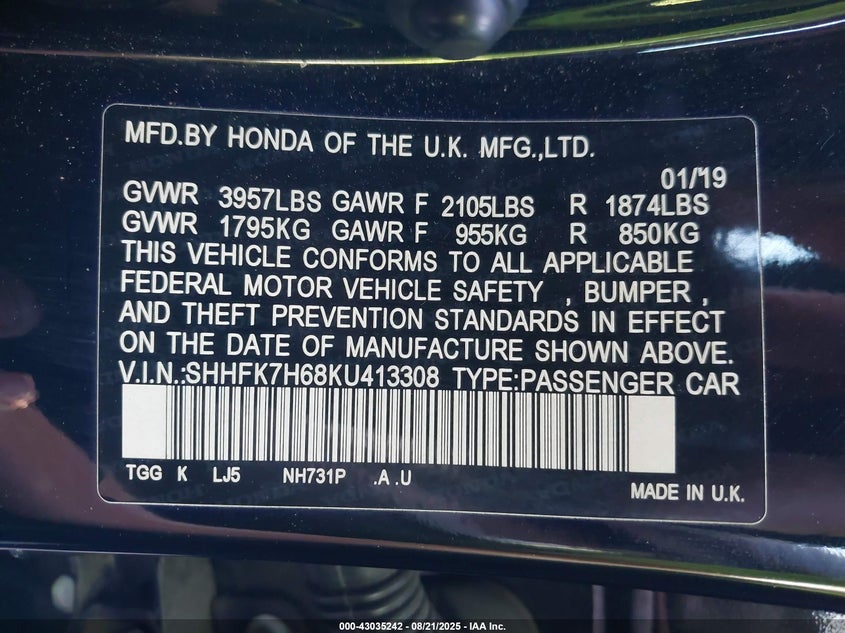 MFD.BY HONDA OF THE U.K. MFG.,LTD.
01/'19
GVWR 3957LBS GAWR F 2105LBS R 1874LBS
GVWR 1795KG GAWR F 955KG R 850KG
THIS VEHICLE CONFORMS TO ALL APPLICABLE
FEDERAL MOTOR VEHICLE SAFETY , BUMPER ,
AND THEFT PREVENTION STANDARDS IN EFFECT
ON THE DATE OF MANUFACTURE SHOWN ABOVE.
V.I.N.:SHHFK7H68KU413308 TYPE:PASSENGER CAR
TGG K LJ5 NH731P .A .U
MADE IN U.K.
000-43035242 - 08/21/2025 - IAA Inc.